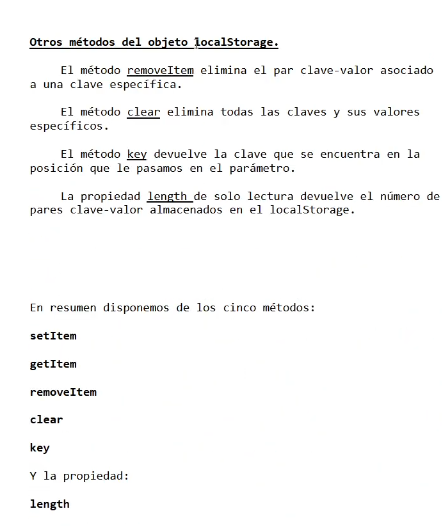 Otros métodos del objeto localStorage.
El método removeItem elimina el par clave-valor asociado
a una clave específica.
El método clear elimina todas las claves y sus valores
específicos.
El método key devuelve la clave que se encuentra en la
posición que le pasamos en el parámetro.
La propiedad length de solo lectura devuelve el número de
pares clave-valor almacenados en el localStorage.
En resumen disponemos de los cinco métodos:
setItem
getItem
removeItem
clear
key
Y la propiedad:
length